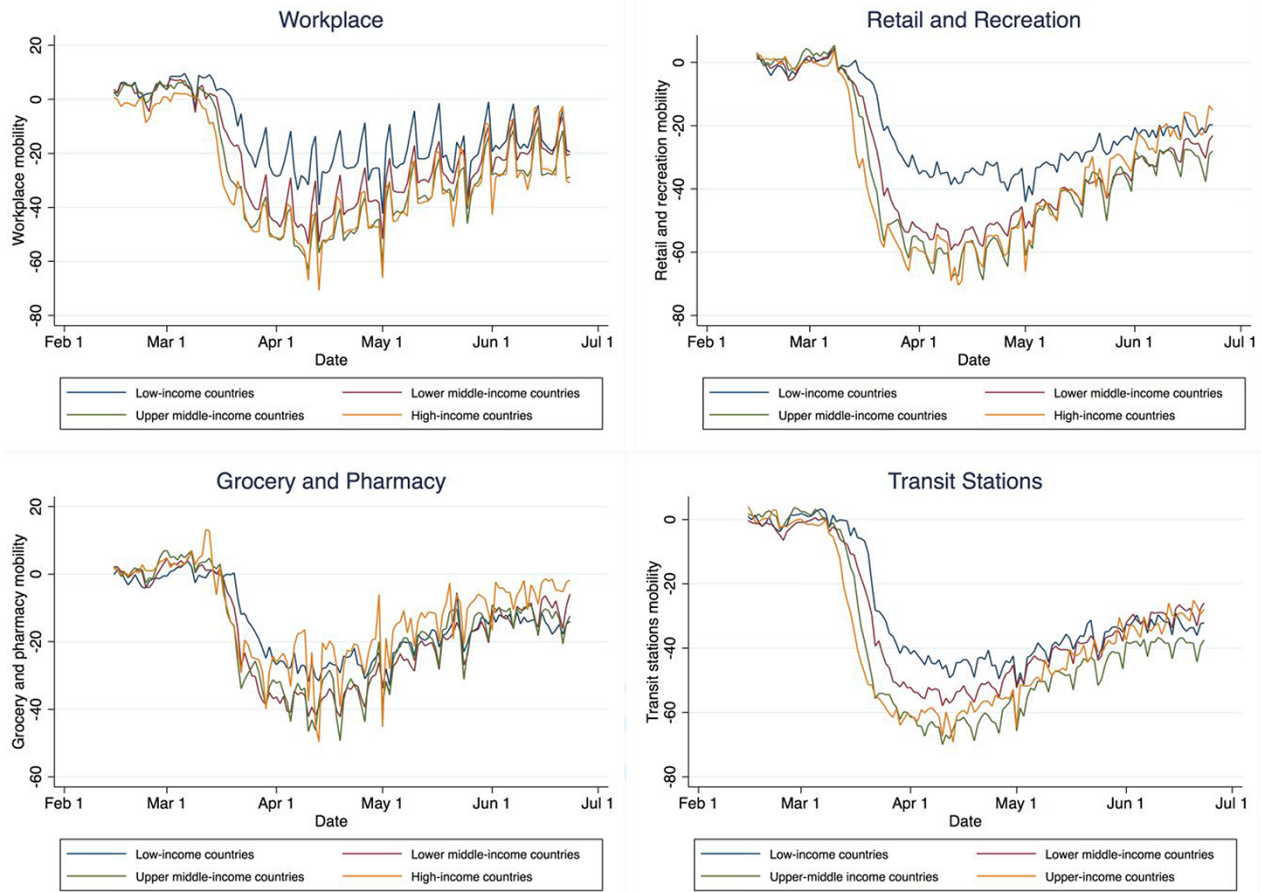 Workplace
20
0
-20
-40
-60
-80
Workplace mobility
Feb 1 Mar 1 Apr 1 May 1 Jun 1 Jul 1
Date
Low-income countries Lower middle-income countries
Upper middle-income countries High-income countries
Retail and Recreation
0
-20
-40
-60
-80
Retail and recreation mobility
Feb 1 Mar 1 Apr 1 May 1 Jun 1 Jul 1
Date
Low-income countries Lower middle-income countries
Upper middle-income countries High-income countries
Grocery and Pharmacy
20
0
-20
-40
-60
Grocery and pharmacy mobility
Feb 1 Mar 1 Apr 1 May 1 Jun 1 Jul 1
Date
Low-income countries Lower middle-income countries
Upper middle-income countries High-income countries
Transit Stations
0
-20
-40
-60
-80
Transit stations mobility
Feb 1 Mar 1 Apr 1 May 1 Jun 1 Jul 1
Date
Low-income countries Lower middle-income countries
Upper-middle income countries Upper-income countries